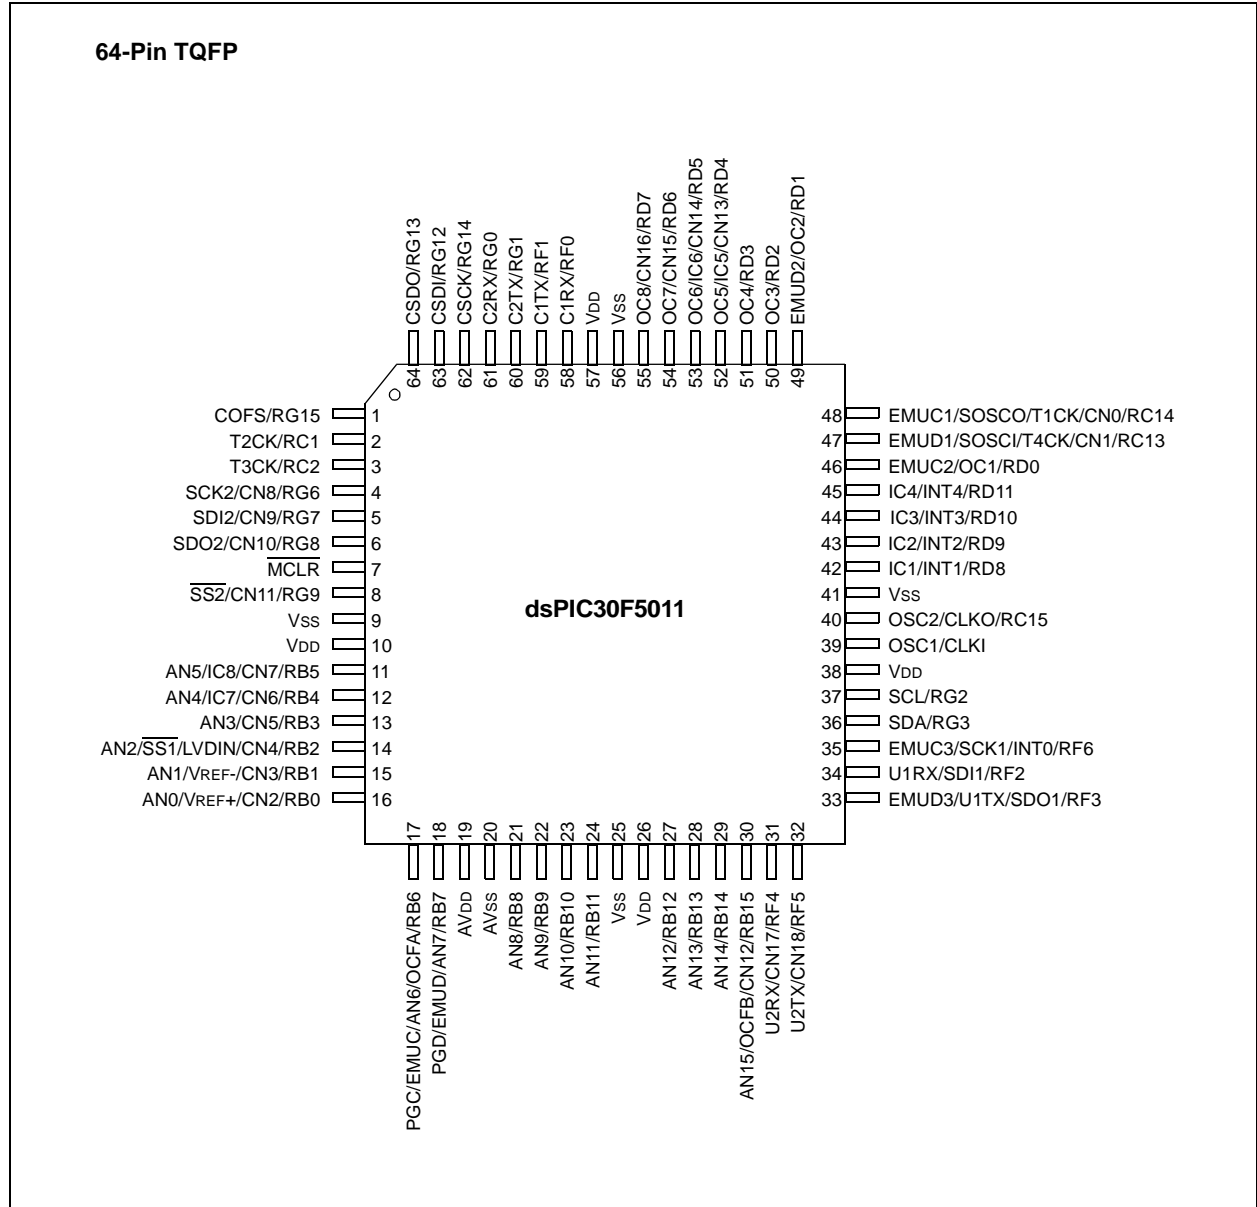 64-Pin TQFP
CSDO/RG13
CSDI/RG12
CSCK/RG14
C2RX/RG0
C2TX/RG1
C1TX/RF1
C1RX/RF0
VDD
VSS
OC8/CN16/RD7
OC7/CN15/RD6
OC6/IC6/CN14/RD5
OC5/IC5/CN13/RD4
OC4/RD3
OC3/RD2
EMUD2/OC2/RD1
64
63
62
61
60
59
58
57
56
55
54
53
52
51
50
49
COFS/RG15 1
T2CK/RC1 2
T3CK/RC2 3
SCK2/CN8/RG6 4
SDI2/CN9/RG7 5
SDO2/CN10/RG8 6
MCLR 7
SS2/CN11/RG9 8
VSS 9
VDD 10
AN5/IC8/CN7/RB5 11
AN4/IC7/CN6/RB4 12
AN3/CN5/RB3 13
AN2/SS1/LVDIN/CN4/RB2 14
AN1/VREF-/CN3/RB1 15
AN0/VREF+/CN2/RB0 16
dsPIC30F5011
48 EMUC1/SOSCO/T1CK/CN0/RC14
47 EMUD1/SOSCI/T4CK/CN1/RC13
46 EMUC2/OC1/RD0
45 IC4/INT4/RD11
44 IC3/INT3/RD10
43 IC2/INT2/RD9
42 IC1/INT1/RD8
41 VSS
40 OSC2/CLKO/RC15
39 OSC1/CLKI
38 VDD
37 SCL/RG2
36 SDA/RG3
35 EMUC3/SCK1/INT0/RF6
34 U1RX/SDI1/RF2
33 EMUD3/U1TX/SDO1/RF3
17
18
19
20
21
22
23
24
25
26
27
28
29
30
31
32
PGC/EMUC/AN6/OCFA/RB6
PGD/EMUD/AN7/RB7
AVDD
AVSS
AN8/RB8
AN9/RB9
AN10/RB10
AN11/RB11
VSS
VDD
AN12/RB12
AN13/RB13
AN14/RB14
AN15/OCFB/CN12/RB15
U2RX/CN17/RF4
U2TX/CN18/RF5